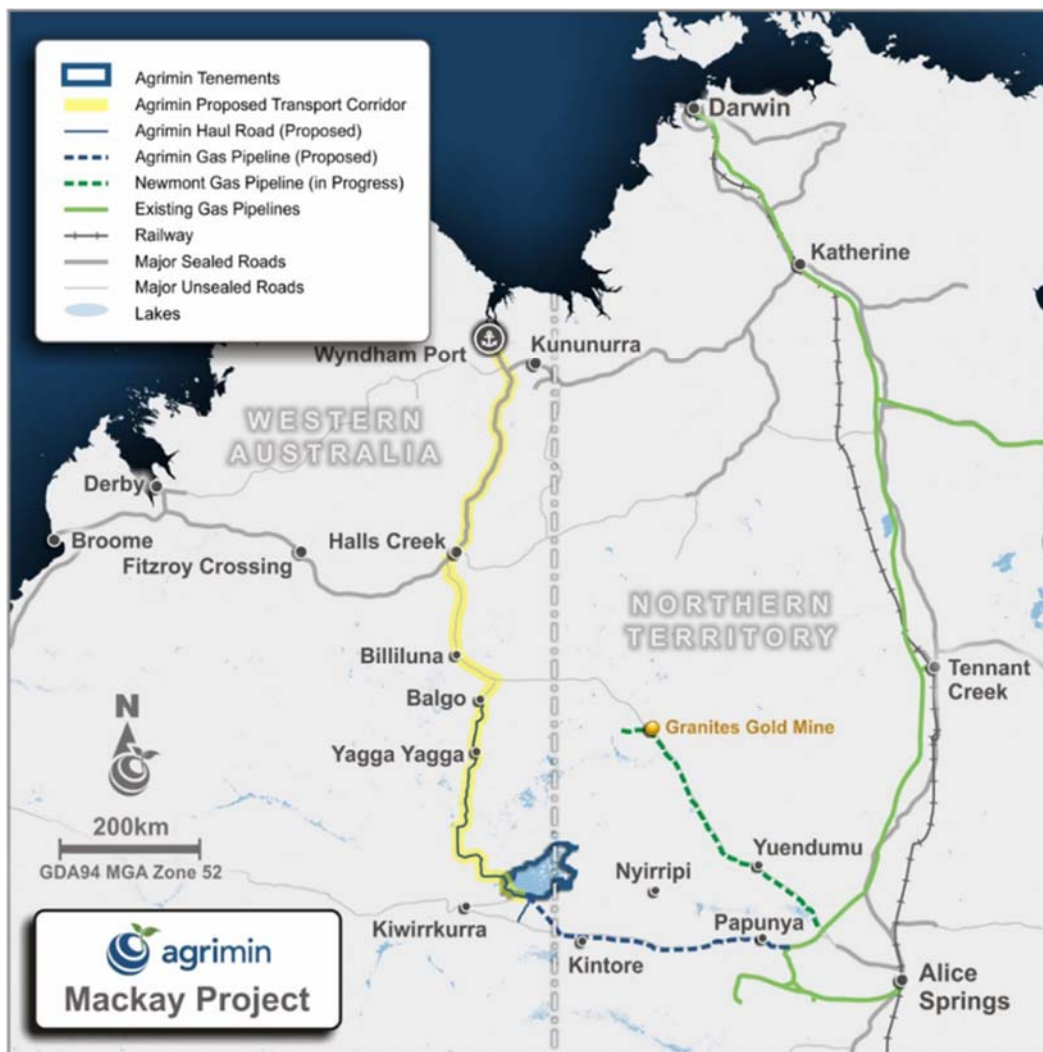 Agrimin Tenements
Agrimin Proposed Transport Corridor
Agrimin Haul Road (Proposed)
Agrimin Gas Pipeline (Proposed)
Newmont Gas Pipeline (in Progress)
Existing Gas Pipelines
Railway
Major Sealed Roads
Major Unsealed Roads
Lakes
Darwin
Katherine
Wyndham Port
Kununurra
WESTERN
AUSTRALIA
Derby
Broome
Fitzroy Crossing
Halls Creek
NORTHERN
TERRITORY
Billiluna
Balgo
Tennant
Creek
Granites Gold Mine
Yagga Yagga
N
200km
GDA94 MGA Zone 52
Yuendumu
Nyirripi
Kiwirrkurra
Papunya
Kintore
Alice
Springs
agrimin
Mackay Project